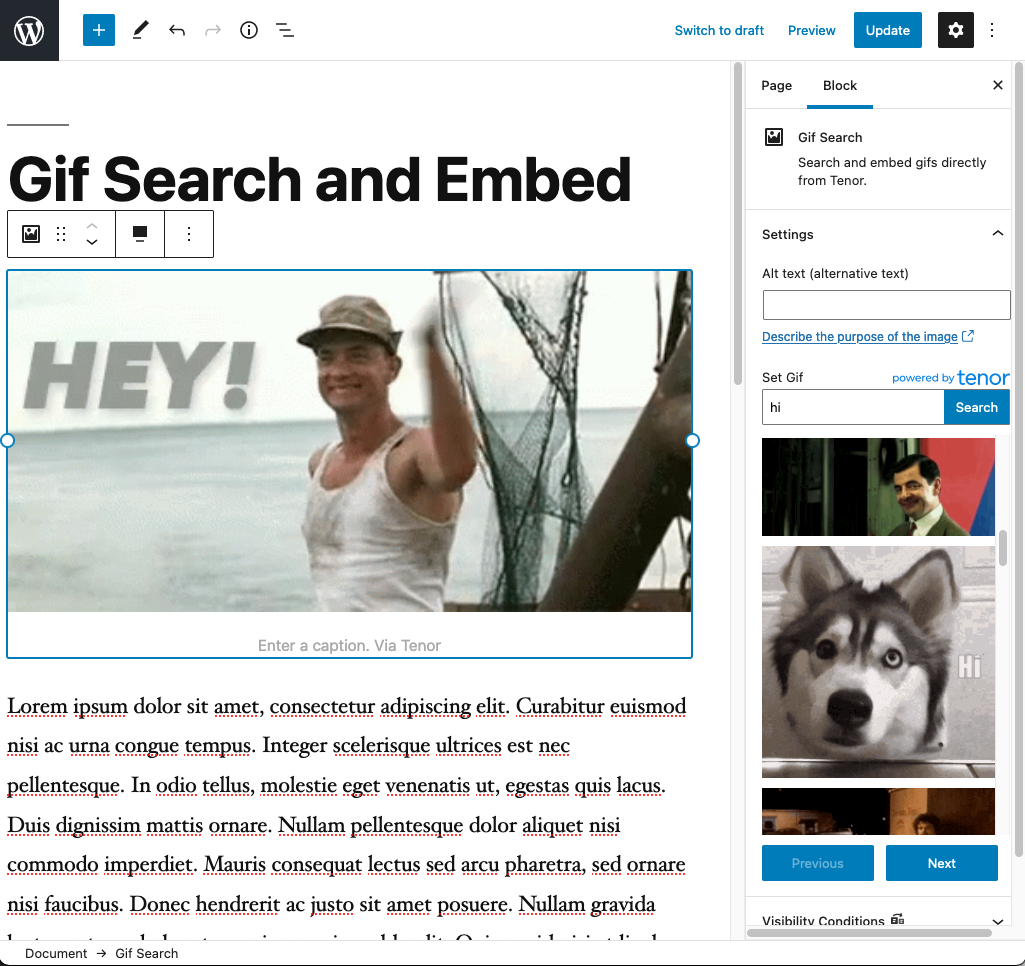 Switch to draft
Preview
Update
Page
Block
Gif Search
Search and embed gifs directly
from Tenor.
Settings
Alt text (alternative text)
Describe the purpose of the image
Set Gif
powered by tenor
hi
Search
Hi
Previous
Next
Visibility Conditions
Gif Search and Embed
HEY!
Enter a caption. Via Tenor
Lorem ipsum dolor sit amet, consectetur adipiscing elit. Curabitur euismod
nisi ac urna congue tempus. Integer scelerisque ultrices est nec
pellentesque. In odio tellus, molestie eget venenatis ut, egestas quis lacus.
Duis dignissim mattis ornare. Nullam pellentesque dolor aliquet nisi
commodo imperdiet. Mauris consequat lectus sed arcu pharetra, sed ornare
nisi faucibus. Donec hendrerit ac justo sit amet posuere. Nullam gravida
Document → Gif Search